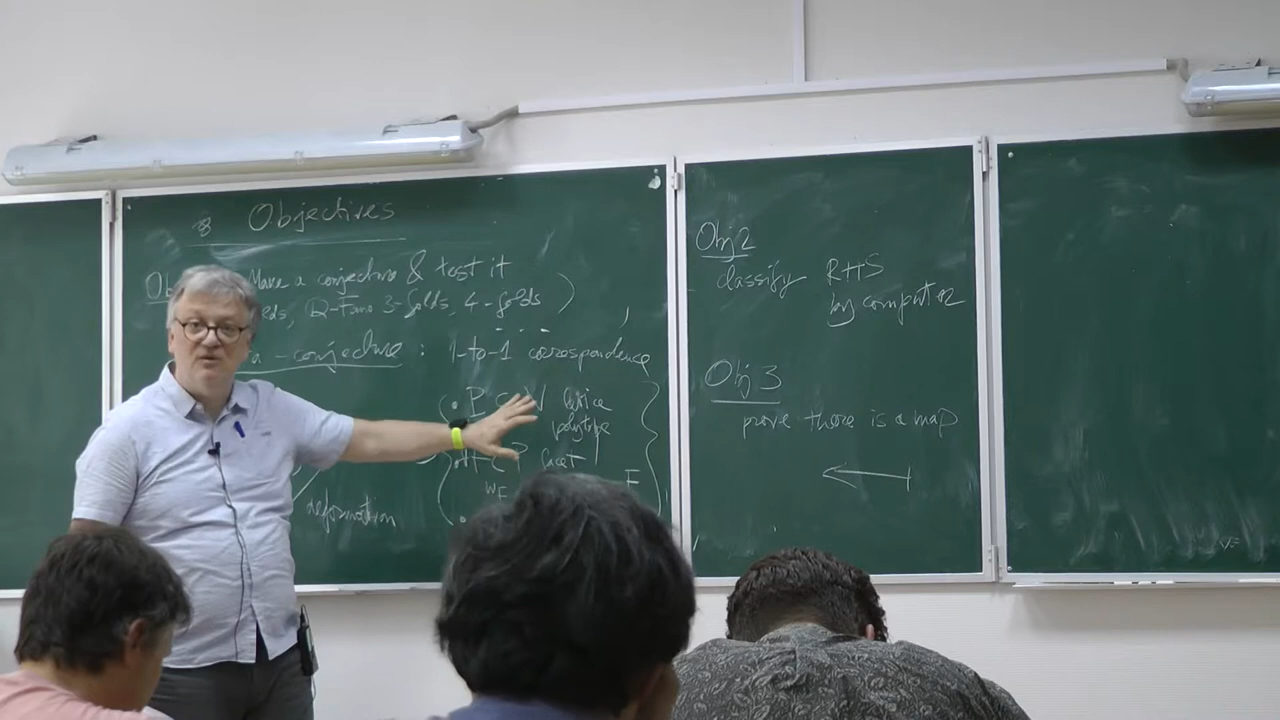 § Objectives
Make a conjecture & test it
Q-Fano 3-folds, 4-folds )
...
conjecture : 1-to-1 correspondence
P ⊂ N lattice
polytope
facet
F
deformation
Obj 2
classify RHS
by computer
Obj 3
prove there is a map